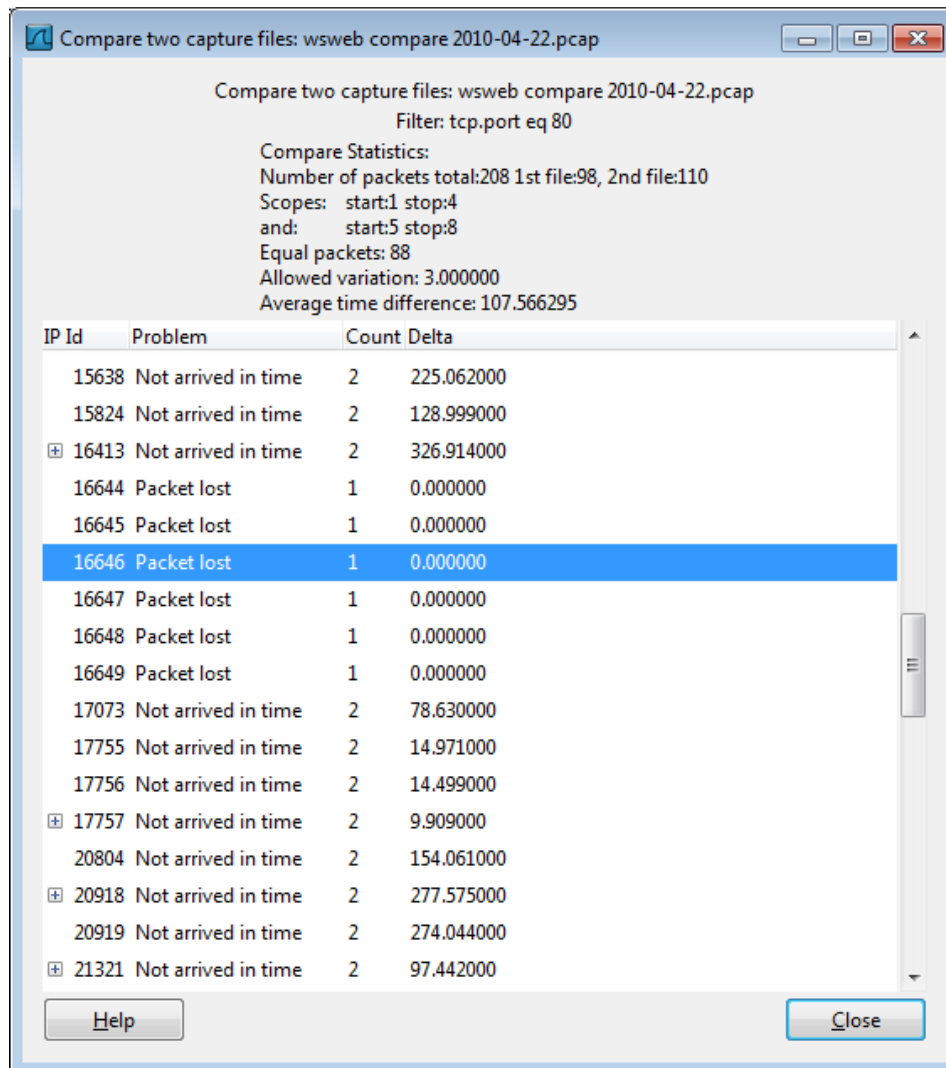 Compare two capture files: wsweb compare 2010-04-22.pcap
Compare two capture files: wsweb compare 2010-04-22.pcap
Filter: tcp.port eq 80
Compare Statistics:
Number of packets total:208 1st file:98, 2nd file:110
Scopes: start:1 stop:4
and: start:5 stop:8
Equal packets: 88
Allowed variation: 3.000000
Average time difference: 107.566295
IP Id Problem Count Delta
15638 Not arrived in time 2 225.062000
15824 Not arrived in time 2 128.999000
16413 Not arrived in time 2 326.914000
16644 Packet lost 1 0.000000
16645 Packet lost 1 0.000000
16646 Packet lost 1 0.000000
16647 Packet lost 1 0.000000
16648 Packet lost 1 0.000000
16649 Packet lost 1 0.000000
17073 Not arrived in time 2 78.630000
17755 Not arrived in time 2 14.971000
17756 Not arrived in time 2 14.499000
17757 Not arrived in time 2 9.909000
20804 Not arrived in time 2 154.061000
20918 Not arrived in time 2 277.575000
20919 Not arrived in time 2 274.044000
21321 Not arrived in time 2 97.442000
Help Close